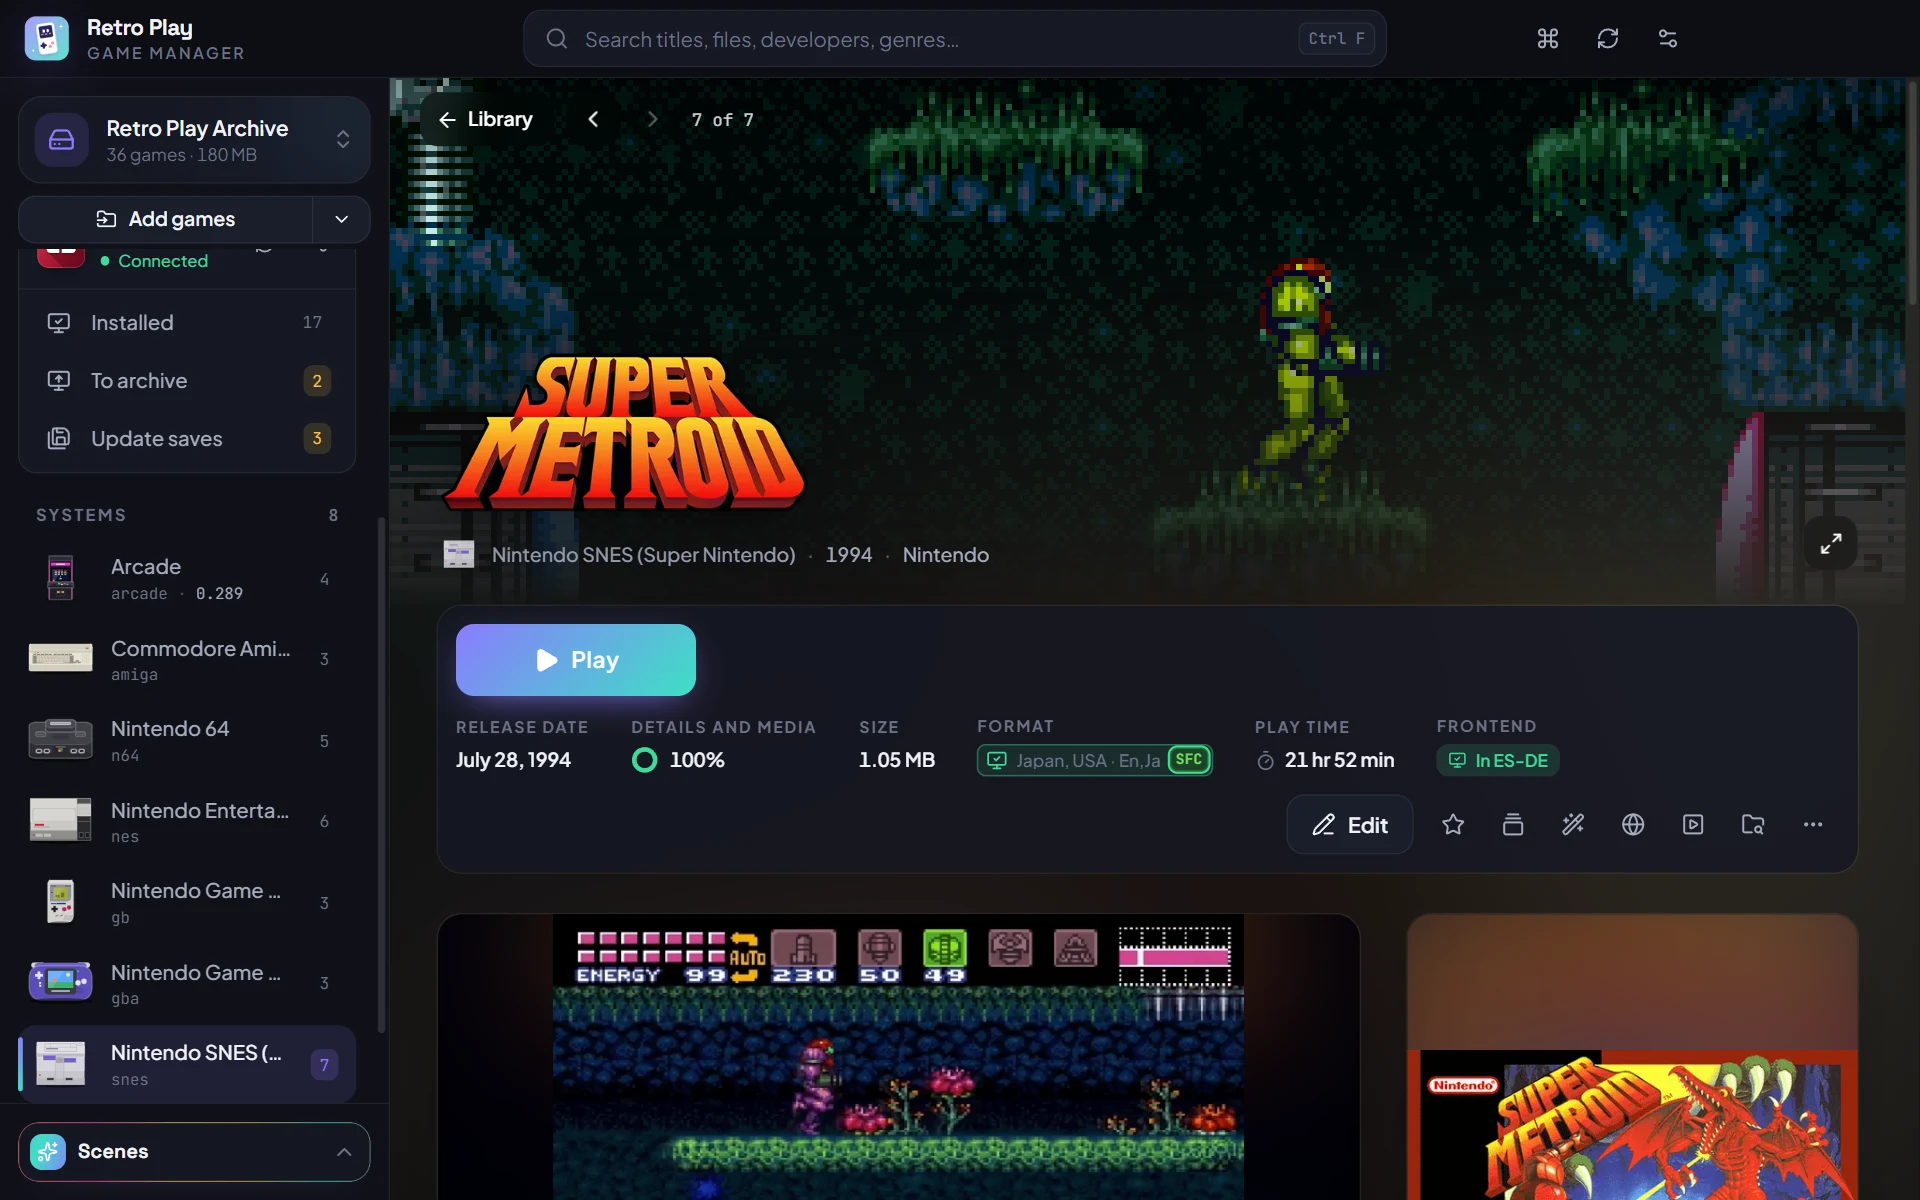 Retro Play
GAME MANAGER
Search titles, files, developers, genres...
Ctrl F
Retro Play Archive
36 games · 180 MB
Add games
Connected
Installed 17
To archive 2
Update saves 3
SYSTEMS 8
Arcade
arcade · 0.289
4
Commodore Ami...
amiga
3
Nintendo 64
n64
5
Nintendo Enterta...
nes
6
Nintendo Game ...
gb
3
Nintendo Game ...
gba
3
Nintendo SNES (...
snes
7
Scenes
Library
7 of 7
SUPER
METROID
Nintendo SNES (Super Nintendo) · 1994 · Nintendo
Play
RELEASE DATE
July 28, 1994
DETAILS AND MEDIA
100%
SIZE
1.05 MB
FORMAT
Japan, USA · En,Ja SFC
PLAY TIME
21 hr 52 min
FRONTEND
In ES-DE
Edit
AUTO
ENERGY 99 230 50 49
Nintendo
SUPER
METROID
TM